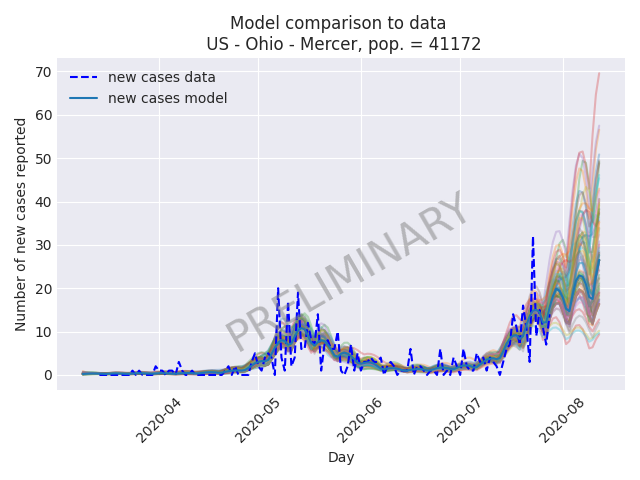 Model comparison to data
US - Ohio - Mercer, pop. = 41172
new cases data
new cases model
Number of new cases reported
70
60
50
40
30
20
10
0
PRELIMINARY
2020-04
2020-05
2020-06
2020-07
2020-08
Day